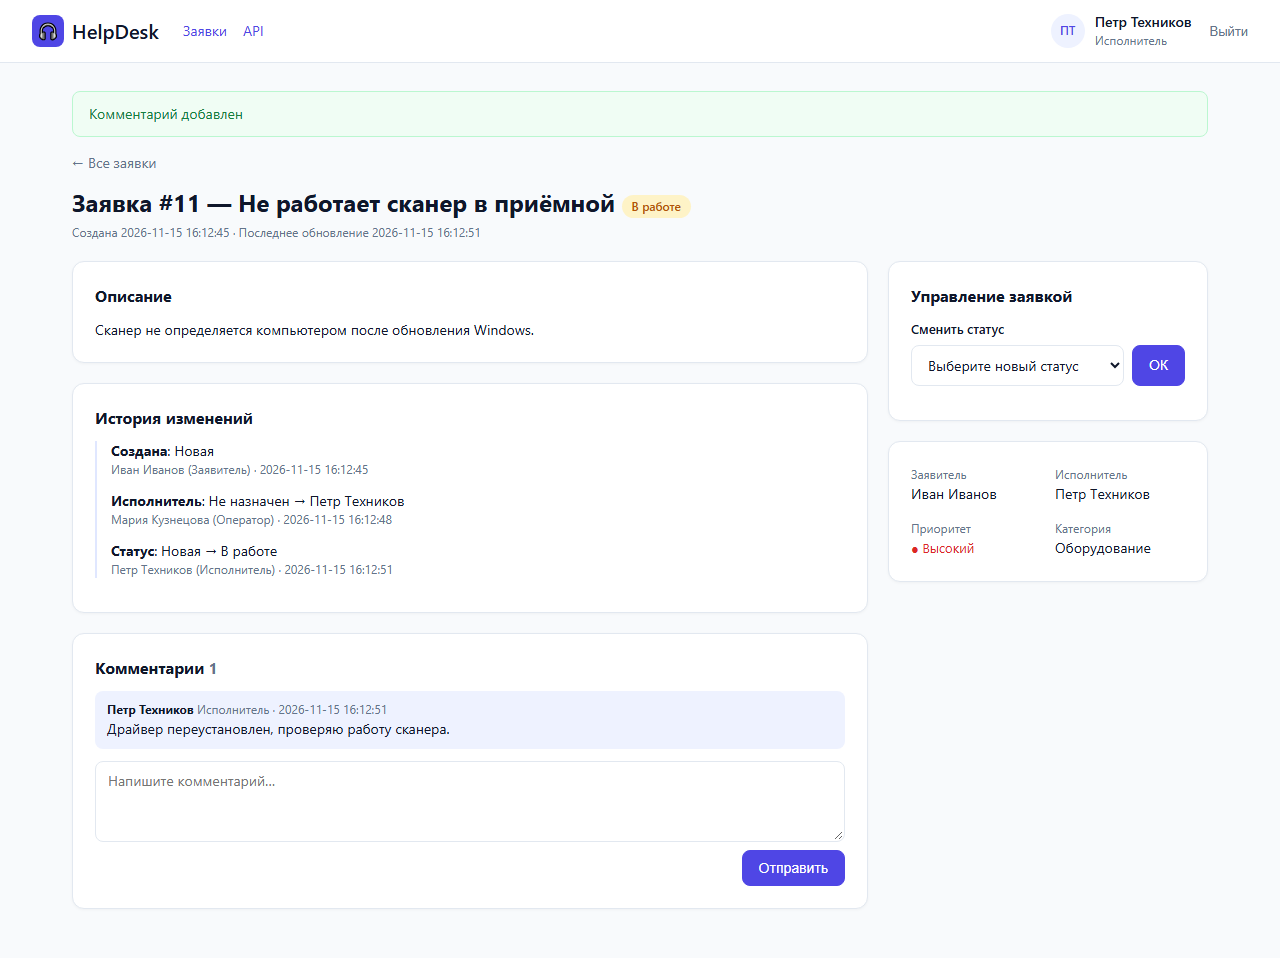 HelpDesk
Заявки
API
ПТ
Петр Техников
Исполнитель
Выйти
Комментарий добавлен
← Все заявки
Заявка #11 — Не работает сканер в приёмной
В работе
Создана 2026-11-15 16:12:45 · Последнее обновление 2026-11-15 16:12:51
Описание
Сканер не определяется компьютером после обновления Windows.
История изменений
Создана: Новая
Иван Иванов (Заявитель) · 2026-11-15 16:12:45
Исполнитель: Не назначен → Петр Техников
Мария Кузнецова (Оператор) · 2026-11-15 16:12:48
Статус: Новая → В работе
Петр Техников (Исполнитель) · 2026-11-15 16:12:51
Комментарии 1
Петр Техников Исполнитель · 2026-11-15 16:12:51
Драйвер переустановлен, проверяю работу сканера.
Напишите комментарий...
Отправить
Управление заявкой
Сменить статус
Выберите новый статус
ОК
Заявитель
Иван Иванов
Исполнитель
Петр Техников
Приоритет
● Высокий
Категория
Оборудование